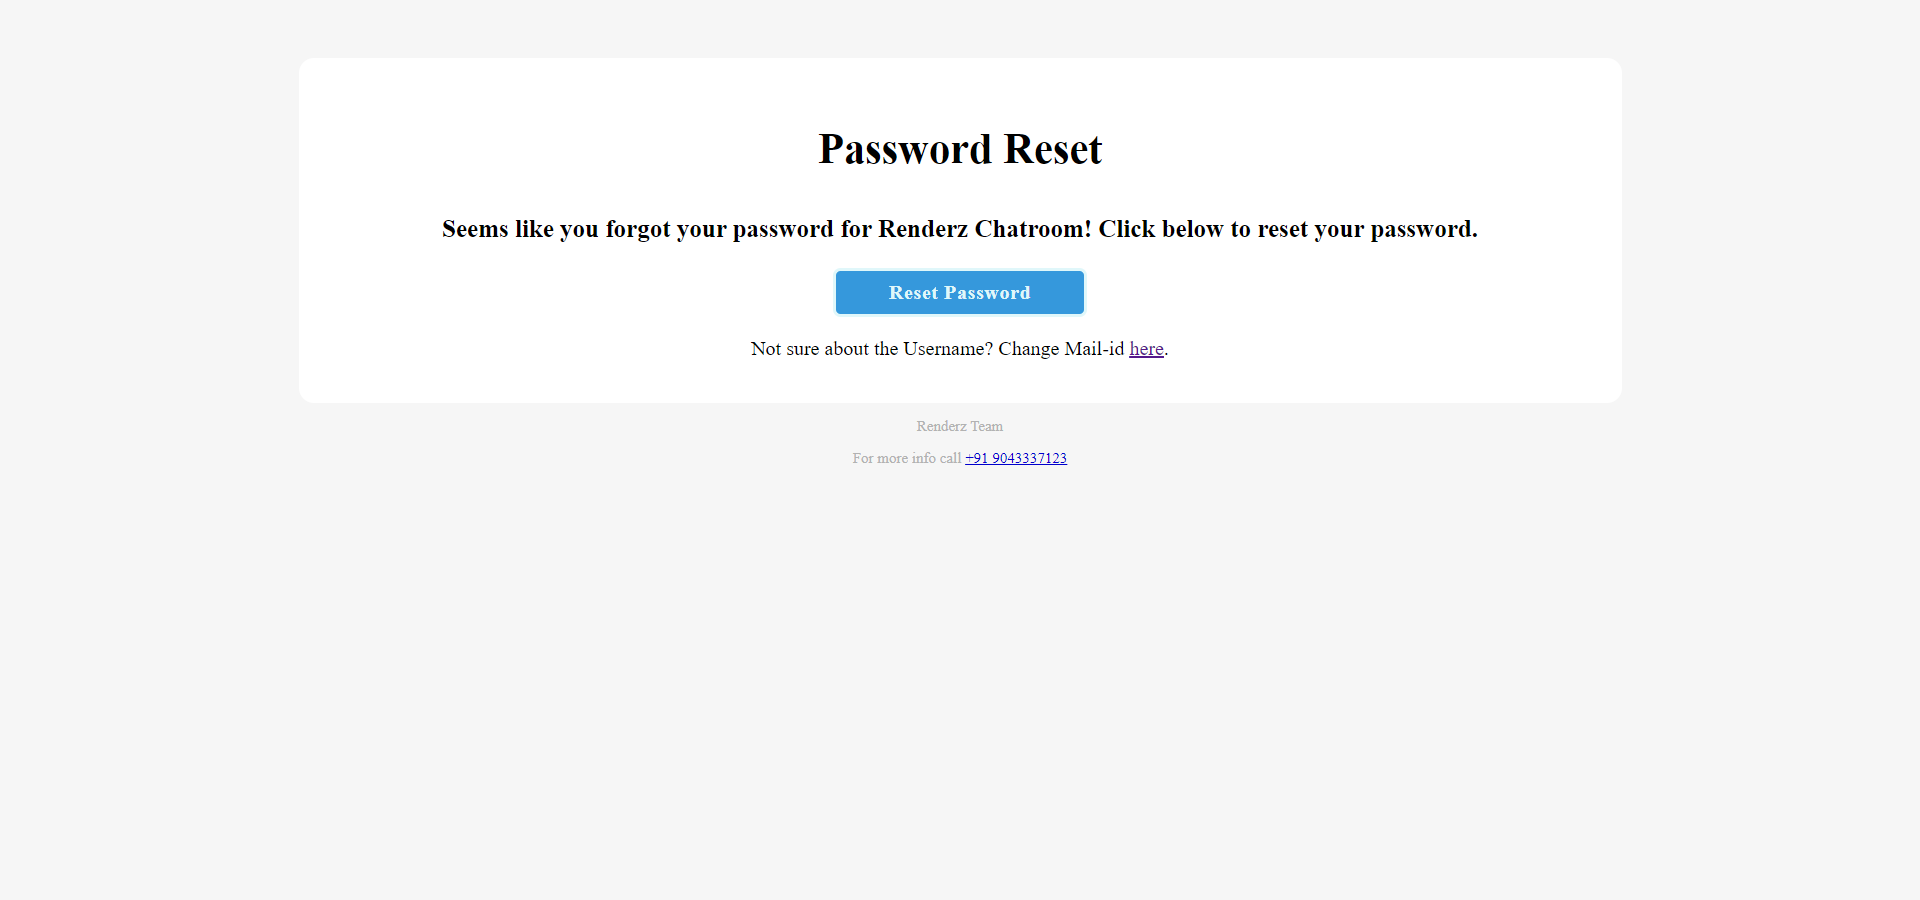 Password Reset
Seems like you forgot your password for Renderz Chatroom! Click below to reset your password.
Reset Password
Not sure about the Username? Change Mail-id here.
Renderz Team
For more info call +91 9043337123